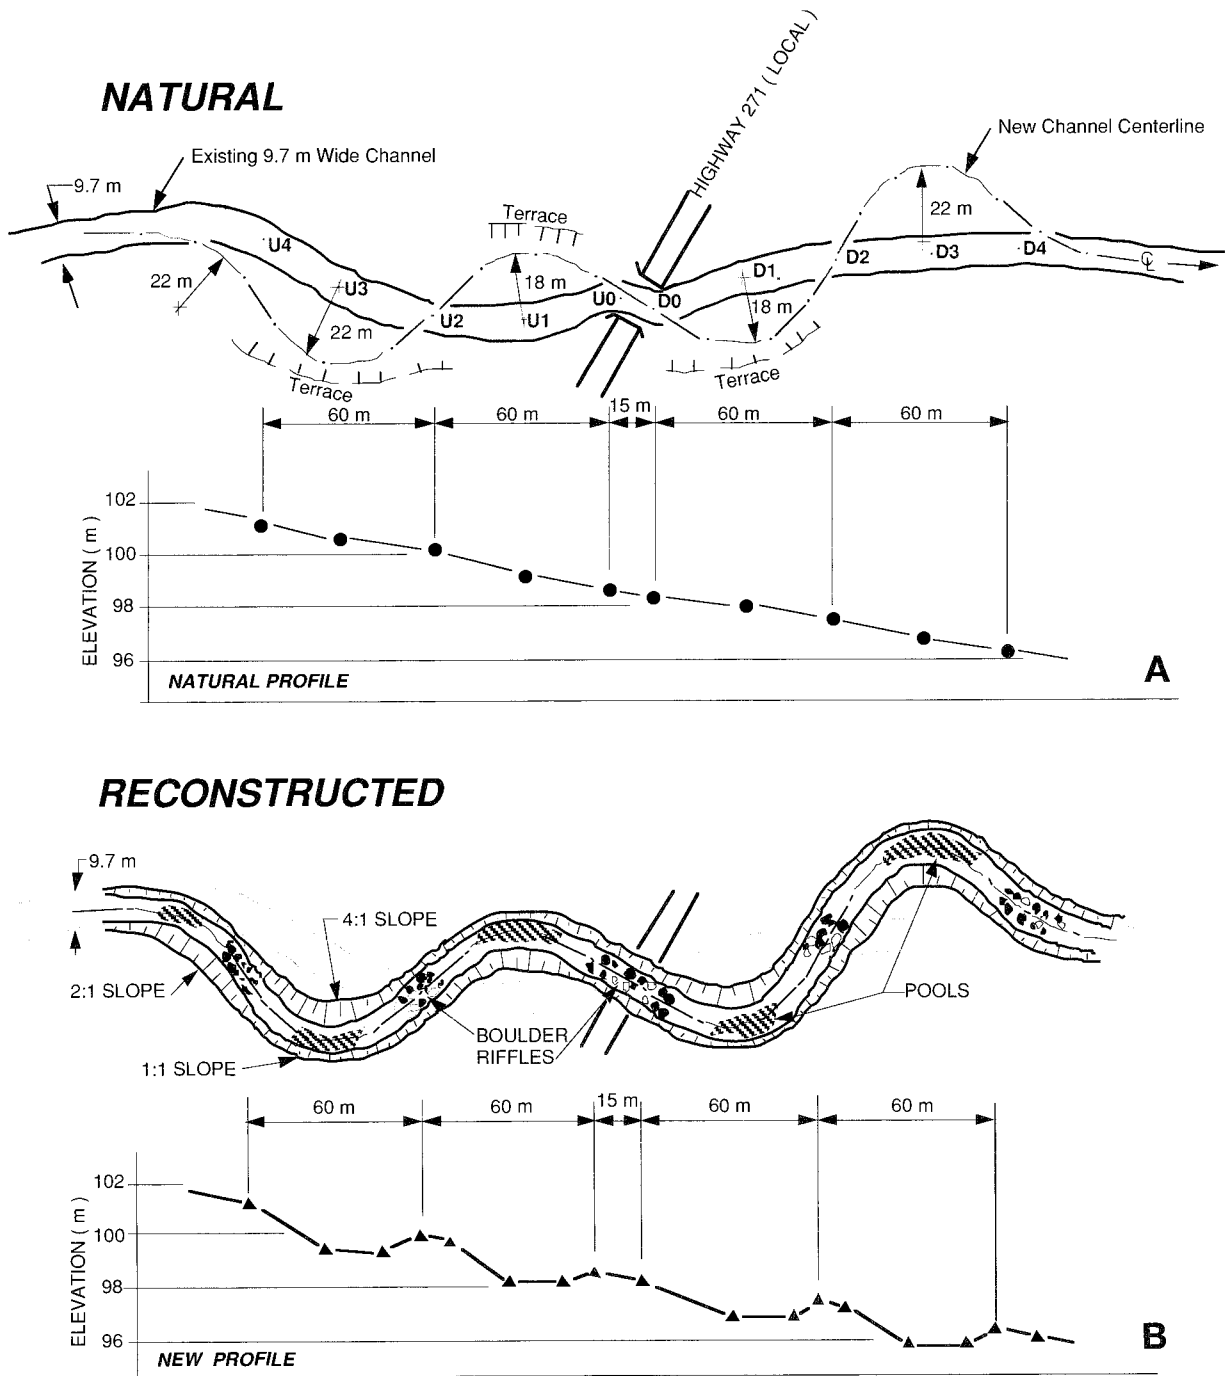 NATURAL
HIGHWAY 271 ( LOCAL )
New Channel Centerline
Existing 9.7 m Wide Channel
9.7 m
Terrace
22 m
U4
U3
22 m
22 m
U2
U1
18 m
U0
D0
D1
18 m
D2
D3
D4
CL
Terrace
Terrace
60 m
60 m
15 m
60 m
60 m
ELEVATION ( m )
102
100
98
96
NATURAL PROFILE
A
RECONSTRUCTED
9.7 m
4:1 SLOPE
2:1 SLOPE
1:1 SLOPE
BOULDER
RIFFLES
POOLS
60 m
60 m
15 m
60 m
60 m
ELEVATION ( m )
102
100
98
96
NEW PROFILE
B